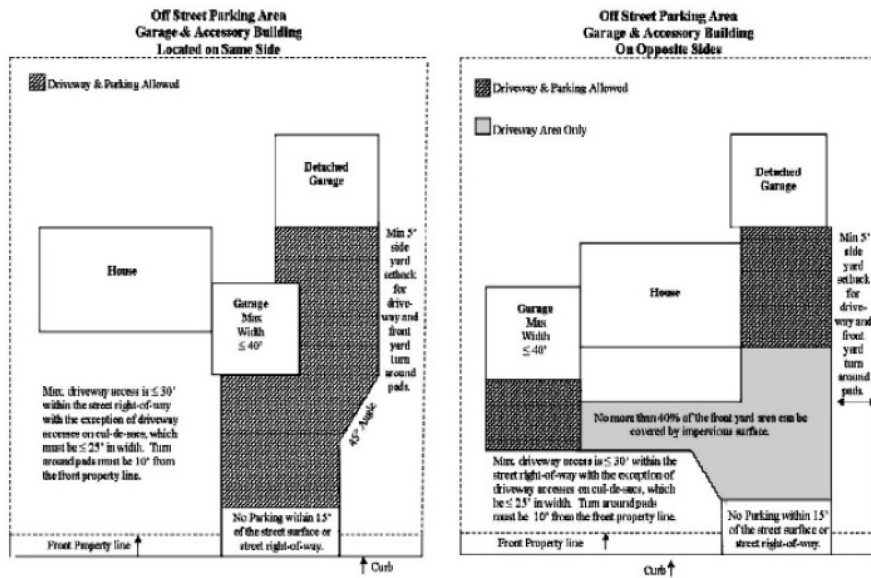 Off Street Parking Area
Garage & Accessory Building
Located on Same Side
Driveway & Parking Allowed
Detached
Garage
House
Garage
Max
Width
≤ 40'
Min 5'
side
yard
setback
for
drive-
way and
front
yard
turn
around
pads.
Max. driveway access is ≤ 30'
within the street right-of-way
with the exception of driveway
accesses on cul-de-sacs, which
must be ≤ 25' in width. Turn
around pads must be 10' from
the front property line.
45° Angle
No Parking within 15'
of the street surface or
street right-of-way.
Front Property line
Curb
Off Street Parking Area
Garage & Accessory Building
On Opposite Sides
Driveway & Parking Allowed
Driveway Area Only
Detached
Garage
House
Garage
Max
Width
≤ 40'
Min 5'
side
yard
setback
for
drive-
way and
front
yard
turn
around
pads.
No more than 40% of the front yard area can be
covered by impervious surface.
Max. driveway access is ≤ 30' within the
street right-of-way with the exception of
driveway accesses on cul-de-sacs, which
be ≤ 25' in width. Turn around pads
must be 10' from the front property line.
No Parking within 15'
of the street surface or
street right-of-way.
Front Property line
Curb